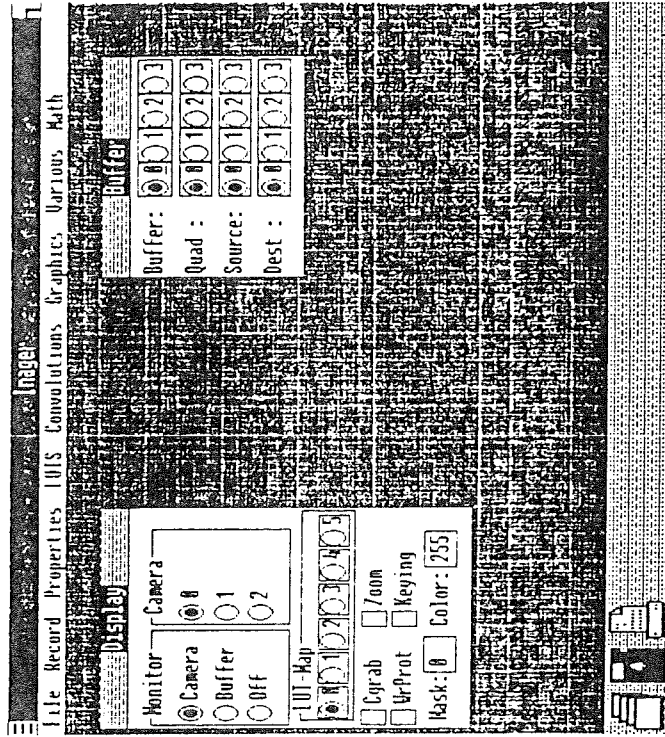 Imager
File Record Properties LUTS Convolutions Graphics Various Math
Display
Monitor Camera
Camera 0
Buffer 1
Off 2
LUT-Map
0 1 2 3 4 5
Cgrab Zoom
WrProt Keying
Mask: 0 Color: 255
Buffer
Buffer: 0 1 2 3
Quad : 0 1 2 3
Source: 0 1 2 3
Dest : 0 1 2 3